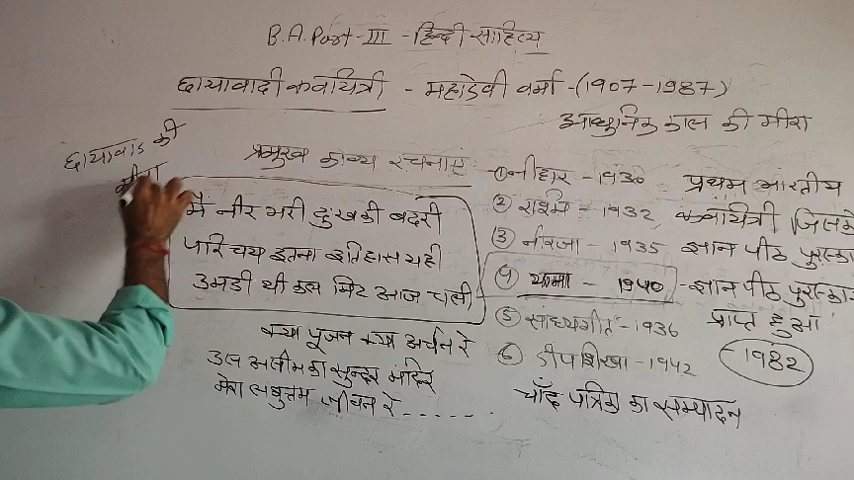 B.A. Part-III - हिन्दी साहित्य
छायावादी कवयित्री - महादेवी वर्मा -(1907-1987)
आधुनिक काल की मीरा
छायावाद की
प्रमुख काव्य रचनाएं
मै नीर भरी दुःख की बदरी
परिचय इतना इतिहास यही
उमडी थी कल मिट आज चली
क्या पूजन क्या अर्चन रे
उस असीम का सुन्दर मंदिर
मेरा लघुतम जीवन रे......
① नीहार - 1930
② रश्मि - 1932
③ नीरजा - 1935
④ यामा - 1940 - ज्ञान पीठ पुरस्कार
⑤ सांध्यगीत - 1936
⑥ दीपशिखा - 1942
प्रथम भारतीय
कवयित्री जिसको
ज्ञान पीठ पुरस्का
प्राप्त हुआ
-1982
चाँद पत्रिका का सम्पादन